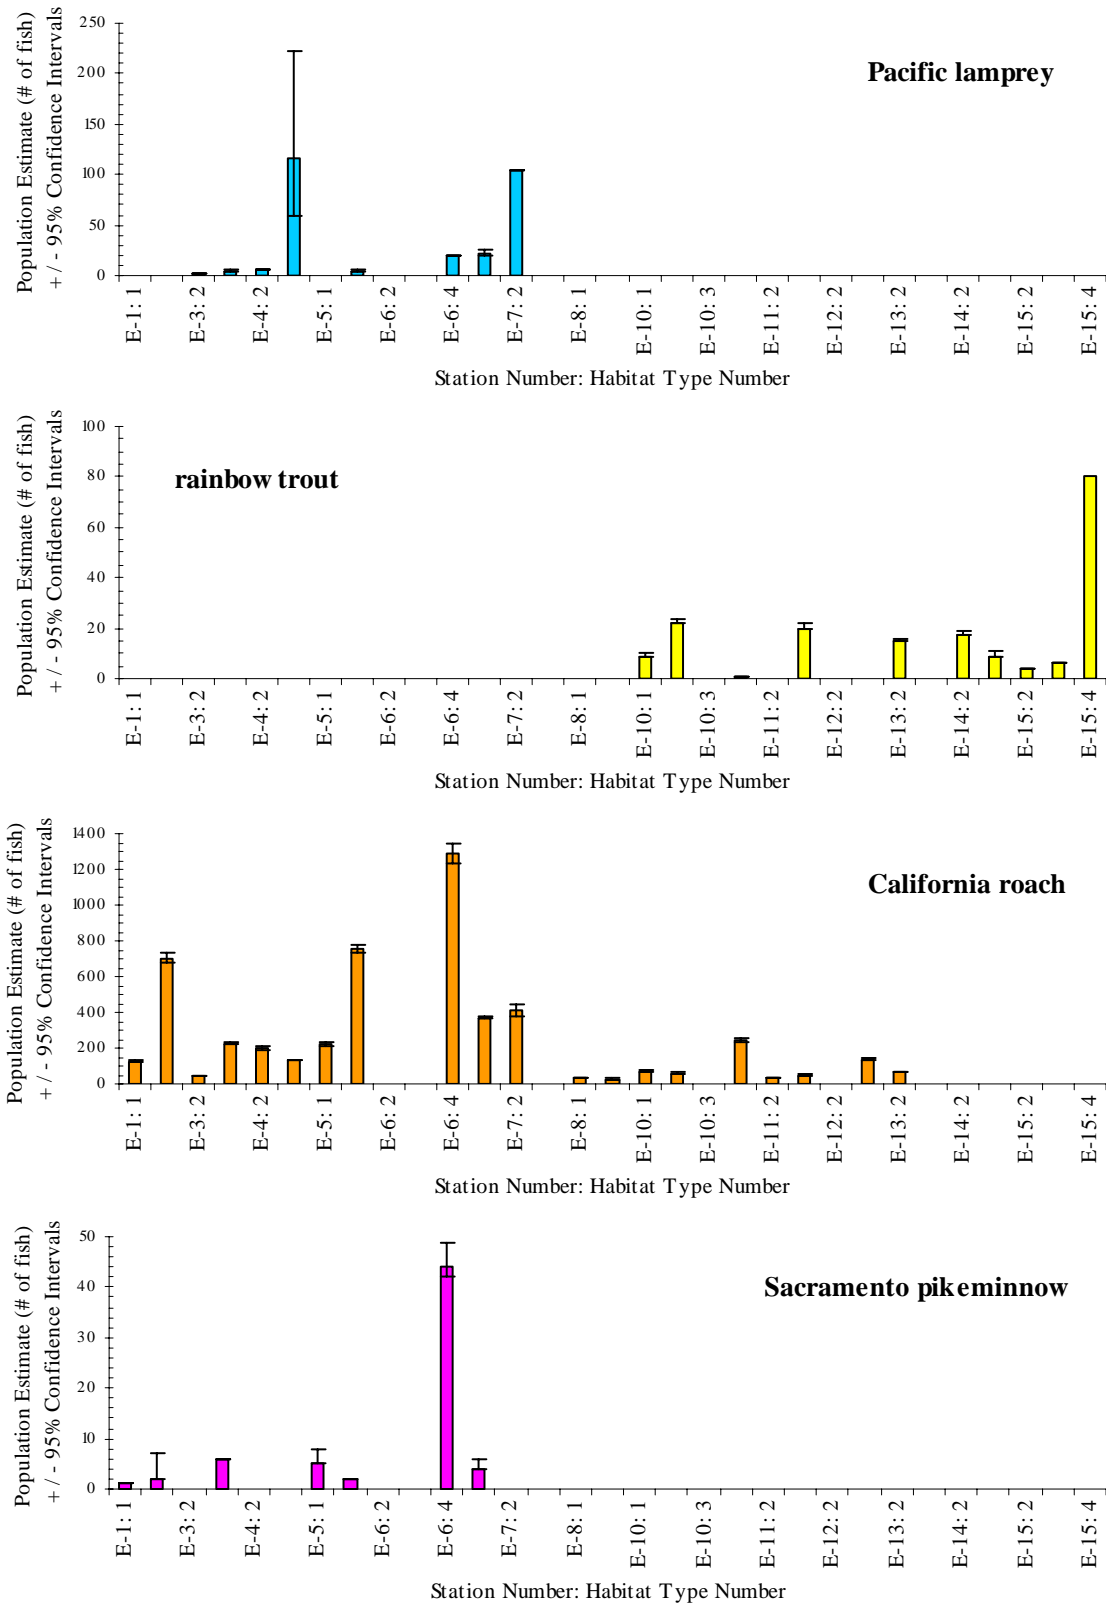 Population Estimate (# of fish)
+ / - 95% Confidence Intervals
250
200
150
100
50
0
Pacific lamprey
E-1: 1
E-3: 2
E-4: 2
E-5: 1
E-6: 2
E-6: 4
E-7: 2
E-8: 1
E-10: 1
E-10: 3
E-11: 2
E-12: 2
E-13: 2
E-14: 2
E-15: 2
E-15: 4
Station Number: Habitat Type Number
Population Estimate (# of fish)
+ / - 95% Confidence Intervals
100
80
60
40
20
0
rainbow trout
E-1: 1
E-3: 2
E-4: 2
E-5: 1
E-6: 2
E-6: 4
E-7: 2
E-8: 1
E-10: 1
E-10: 3
E-11: 2
E-12: 2
E-13: 2
E-14: 2
E-15: 2
E-15: 4
Station Number: Habitat Type Number
Population Estimate (# of fish)
+ / - 95% Confidence Intervals
1400
1200
1000
800
600
400
200
0
California roach
E-1: 1
E-3: 2
E-4: 2
E-5: 1
E-6: 2
E-6: 4
E-7: 2
E-8: 1
E-10: 1
E-10: 3
E-11: 2
E-12: 2
E-13: 2
E-14: 2
E-15: 2
E-15: 4
Station Number: Habitat Type Number
Population Estimate (# of fish)
+ / - 95% Confidence Intervals
50
40
30
20
10
0
Sacramento pikeminnow
E-1: 1
E-3: 2
E-4: 2
E-5: 1
E-6: 2
E-6: 4
E-7: 2
E-8: 1
E-10: 1
E-10: 3
E-11: 2
E-12: 2
E-13: 2
E-14: 2
E-15: 2
E-15: 4
Station Number: Habitat Type Number